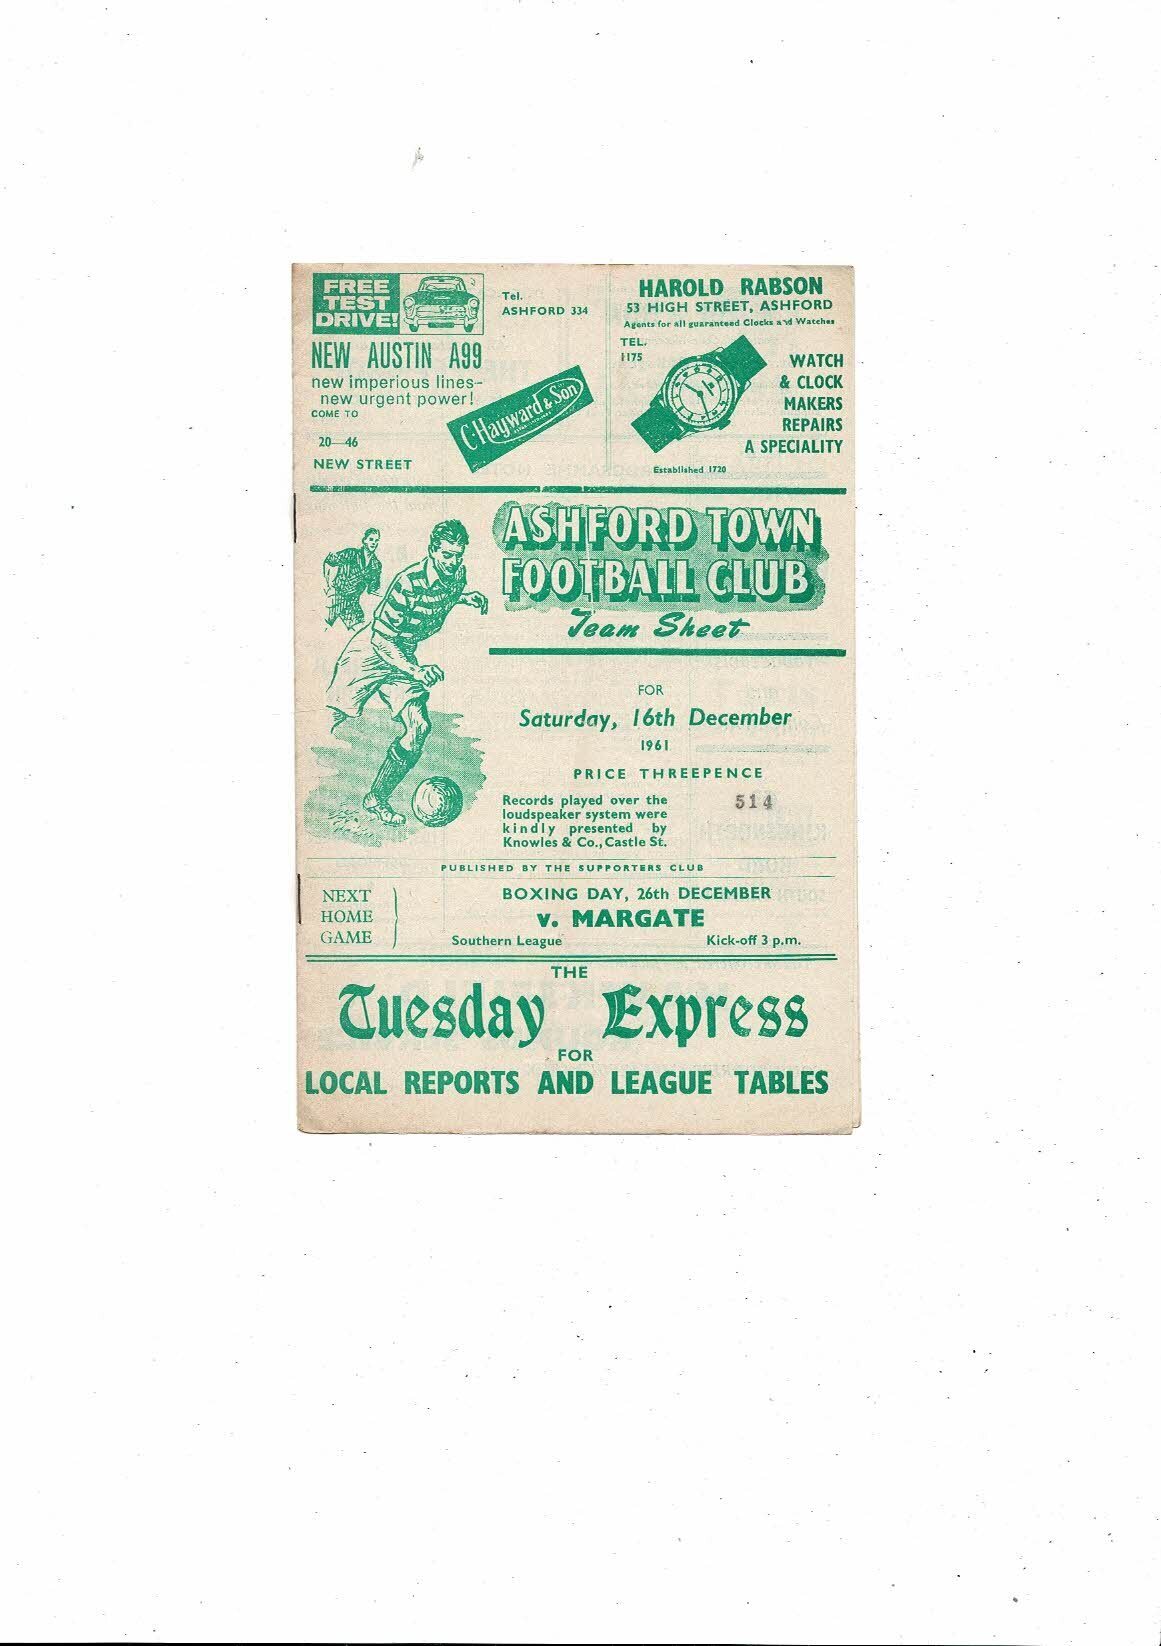 FREE
TEST
DRIVE!
Tel.
ASHFORD 334
NEW AUSTIN A99
new imperious lines-
new urgent power!
COME TO
20—46
NEW STREET
C. Hayward & Son
HAROLD RABSON
53 HIGH STREET, ASHFORD
Agents for all guaranteed Clocks and Watches
TEL.
1175
WATCH
& CLOCK
MAKERS
REPAIRS
A SPECIALITY
Established 1720
ASHFORD TOWN
FOOTBALL CLUB
Team Sheet
FOR
Saturday, 16th December
1961
PRICE THREEPENCE
Records played over the
loudspeaker system were
kindly presented by
Knowles & Co., Castle St.
514
PUBLISHED BY THE SUPPORTERS CLUB
NEXT
HOME
GAME
BOXING DAY, 26th DECEMBER
v. MARGATE
Southern League Kick-off 3 p.m.
THE
Tuesday Express
FOR
LOCAL REPORTS AND LEAGUE TABLES